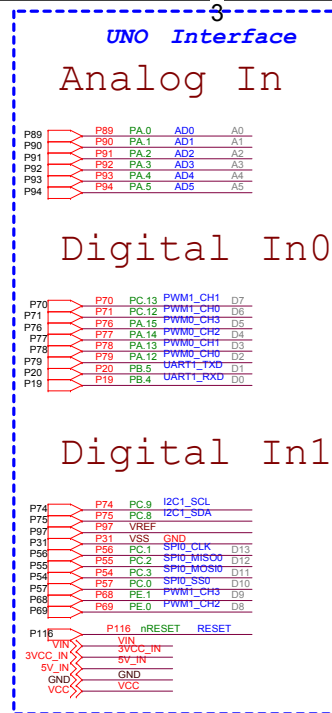 3
UNO Interface
Analog In
P89 P89 PA.0 AD0 A0
P90 P90 PA.1 AD1 A1
P91 P91 PA.2 AD2 A2
P92 P92 PA.3 AD3 A3
P93 P93 PA.4 AD4 A4
P94 P94 PA.5 AD5 A5
Digital In0
P70 P70 PC.13 PWM1_CH1 D7
P71 P71 PC.12 PWM1_CH0 D6
P76 P76 PA.15 PWM0_CH3 D5
P77 P77 PA.14 PWM0_CH2 D4
P78 P78 PA.13 PWM0_CH1 D3
P79 P79 PA.12 PWM0_CH0 D2
P20 P20 PB.5 UART1_TXD D1
P19 P19 PB.4 UART1_RXD D0
Digital In1
P74 P74 PC.9 I2C1_SCL
P75 P75 PC.8 I2C1_SDA
P97 P97 VREF
P31 P31 VSS GND
P56 P56 PC.1 SPI0_CLK D13
P55 P55 PC.2 SPI0_MISO0 D12
P54 P54 PC.3 SPI0_MOSI0 D11
P57 P57 PC.0 SPI0_SS0 D10
P68 P68 PE.1 PWM1_CH3 D9
P69 P69 PE.0 PWM1_CH2 D8
P116 P116 nRESET RESET
VIN VIN
3VCC_IN 3VCC_IN
5V_IN 5V_IN
GND GND
VCC VCC